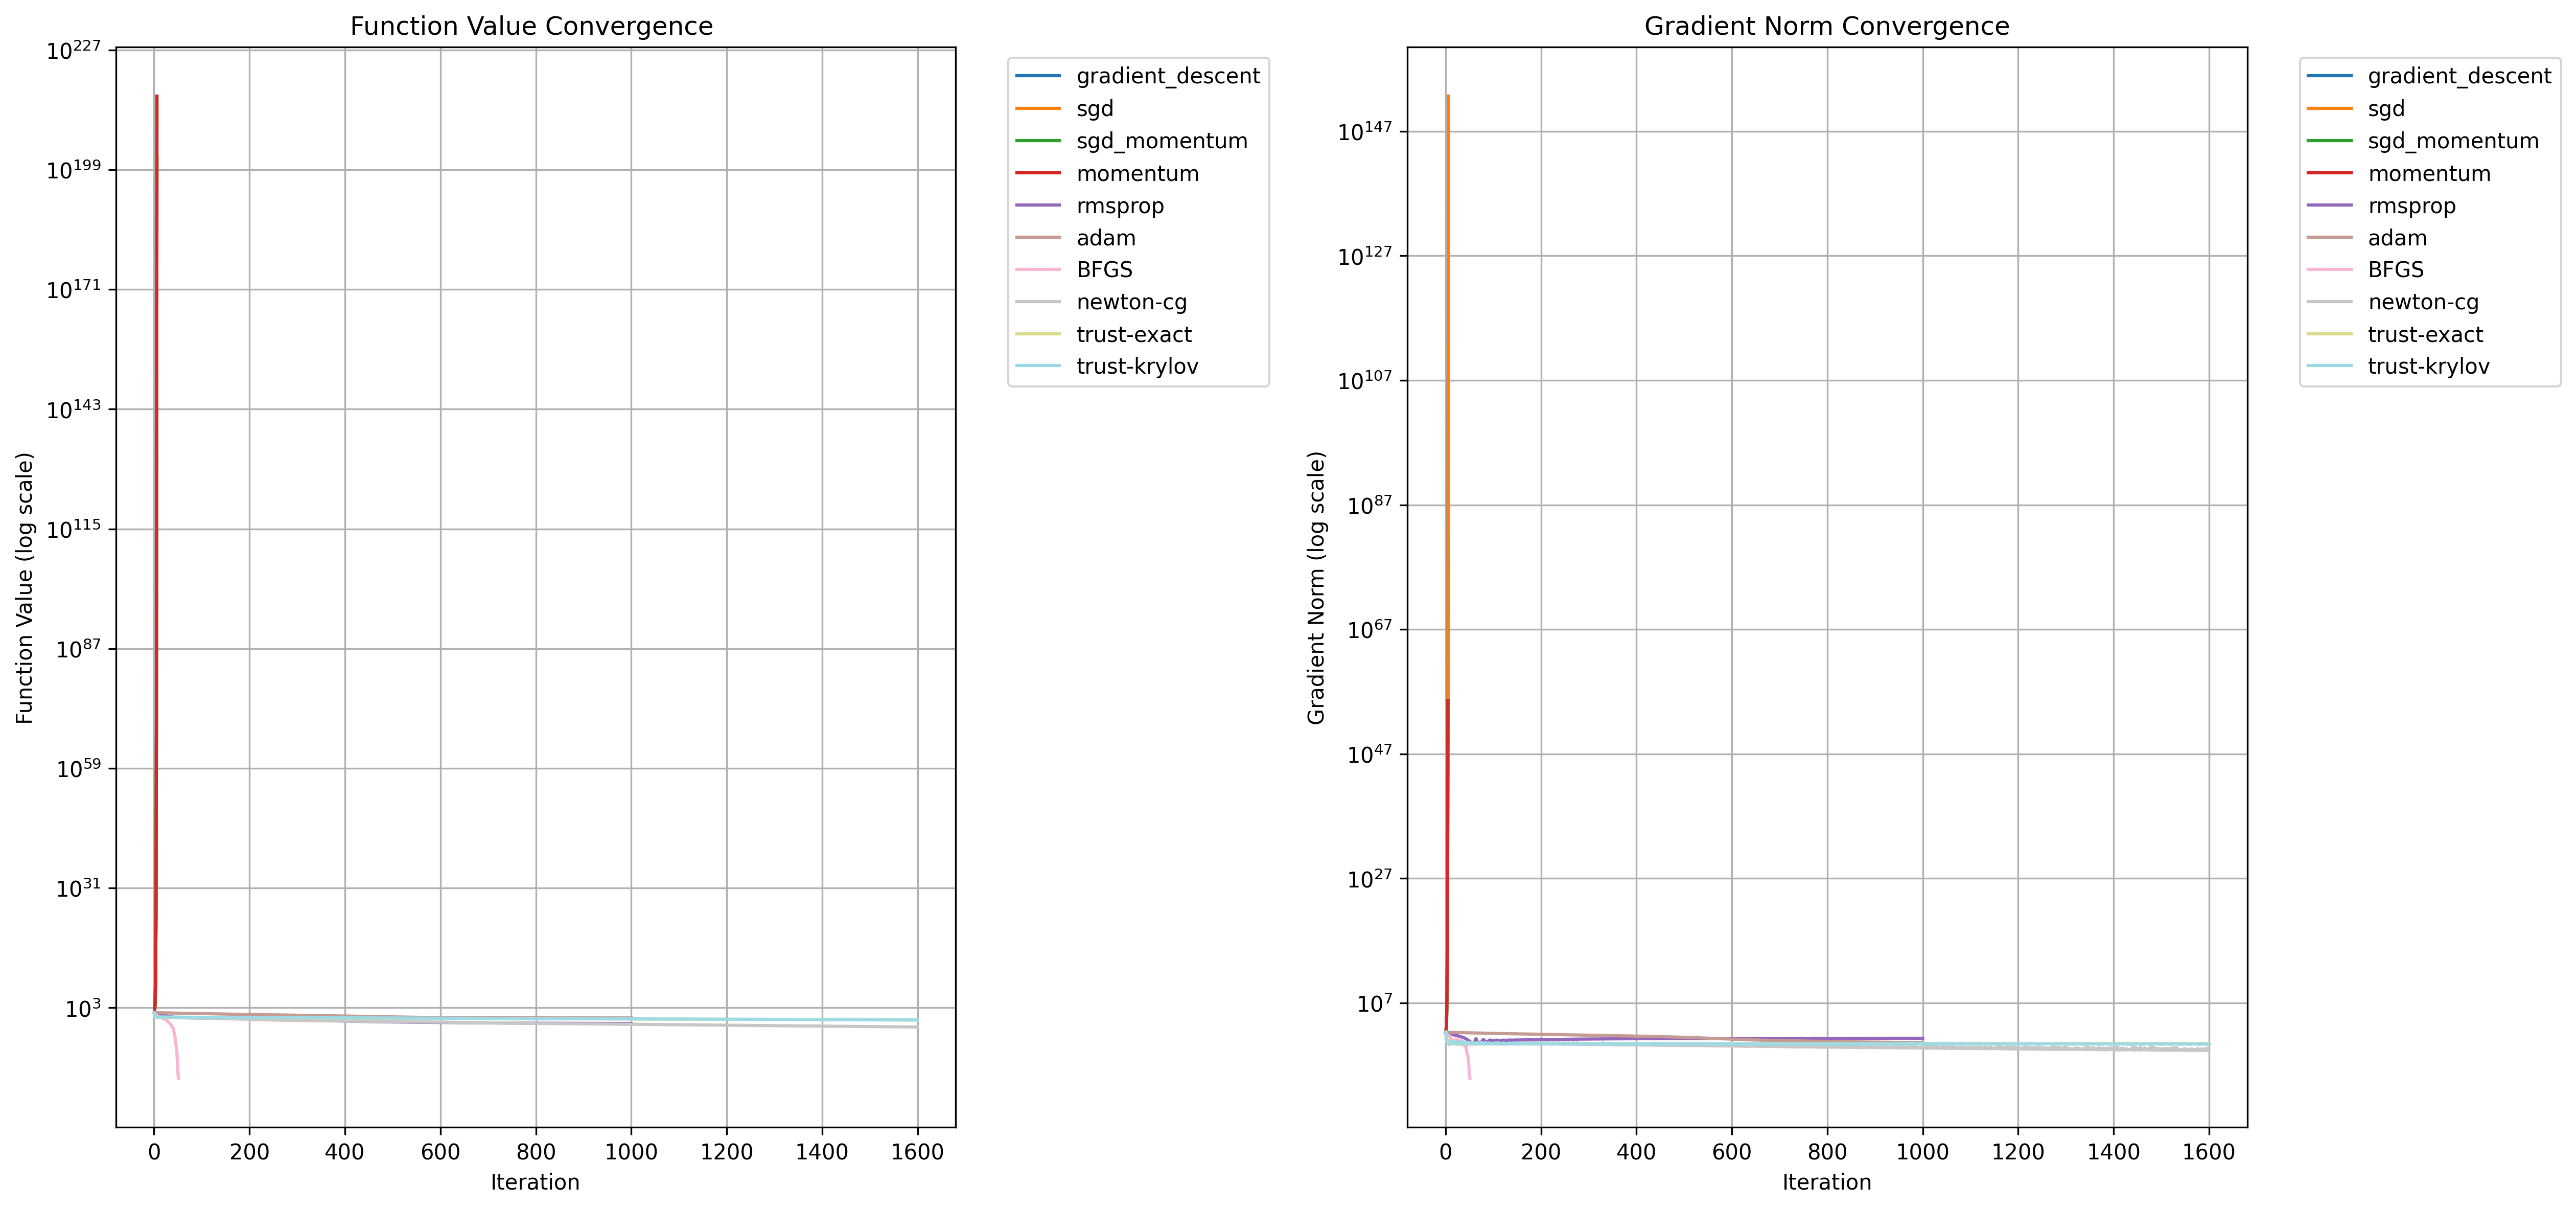 Function Value Convergence
Function Value (log scale)
10^227
10^199
10^171
10^143
10^115
10^87
10^59
10^31
10^3
0 200 400 600 800 1000 1200 1400 1600
Iteration
gradient_descent
sgd
sgd_momentum
momentum
rmsprop
adam
BFGS
newton-cg
trust-exact
trust-krylov
Gradient Norm Convergence
Gradient Norm (log scale)
10^147
10^127
10^107
10^87
10^67
10^47
10^27
10^7
0 200 400 600 800 1000 1200 1400 1600
Iteration
gradient_descent
sgd
sgd_momentum
momentum
rmsprop
adam
BFGS
newton-cg
trust-exact
trust-krylov